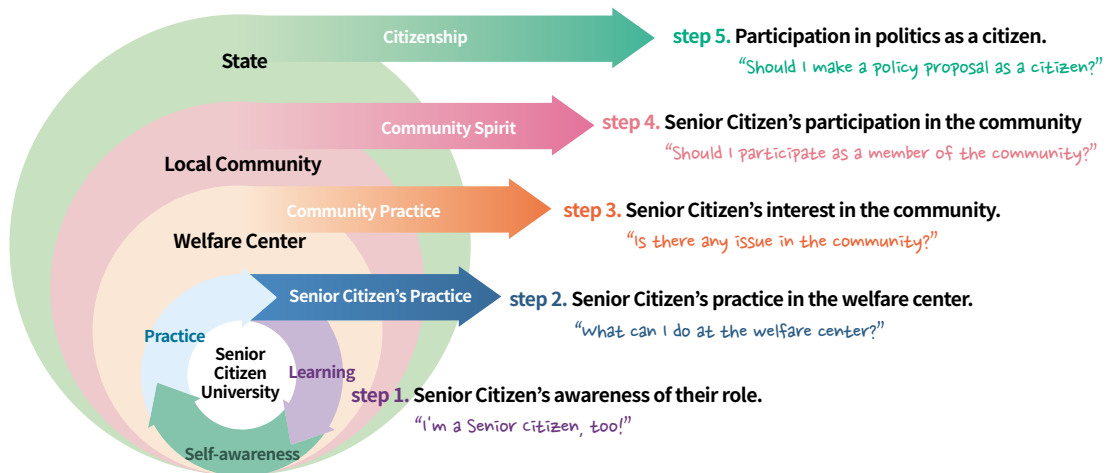 Citizenship
State
step 5. Participation in politics as a citizen.
“Should I make a policy proposal as a citizen?”
Community Spirit
step 4. Senior Citizen’s participation in the community
“Should I participate as a member of the community?”
Local Community
Community Practice
step 3. Senior Citizen’s interest in the community.
“Is there any issue in the community?”
Welfare Center
Senior Citizen’s Practice
step 2. Senior Citizen’s practice in the welfare center.
“What can I do at the welfare center?”
Practice
Senior
Citizen
University
Learning
step 1. Senior Citizen’s awareness of their role.
“I'm a Senior Citizen, too!”
Self-awareness